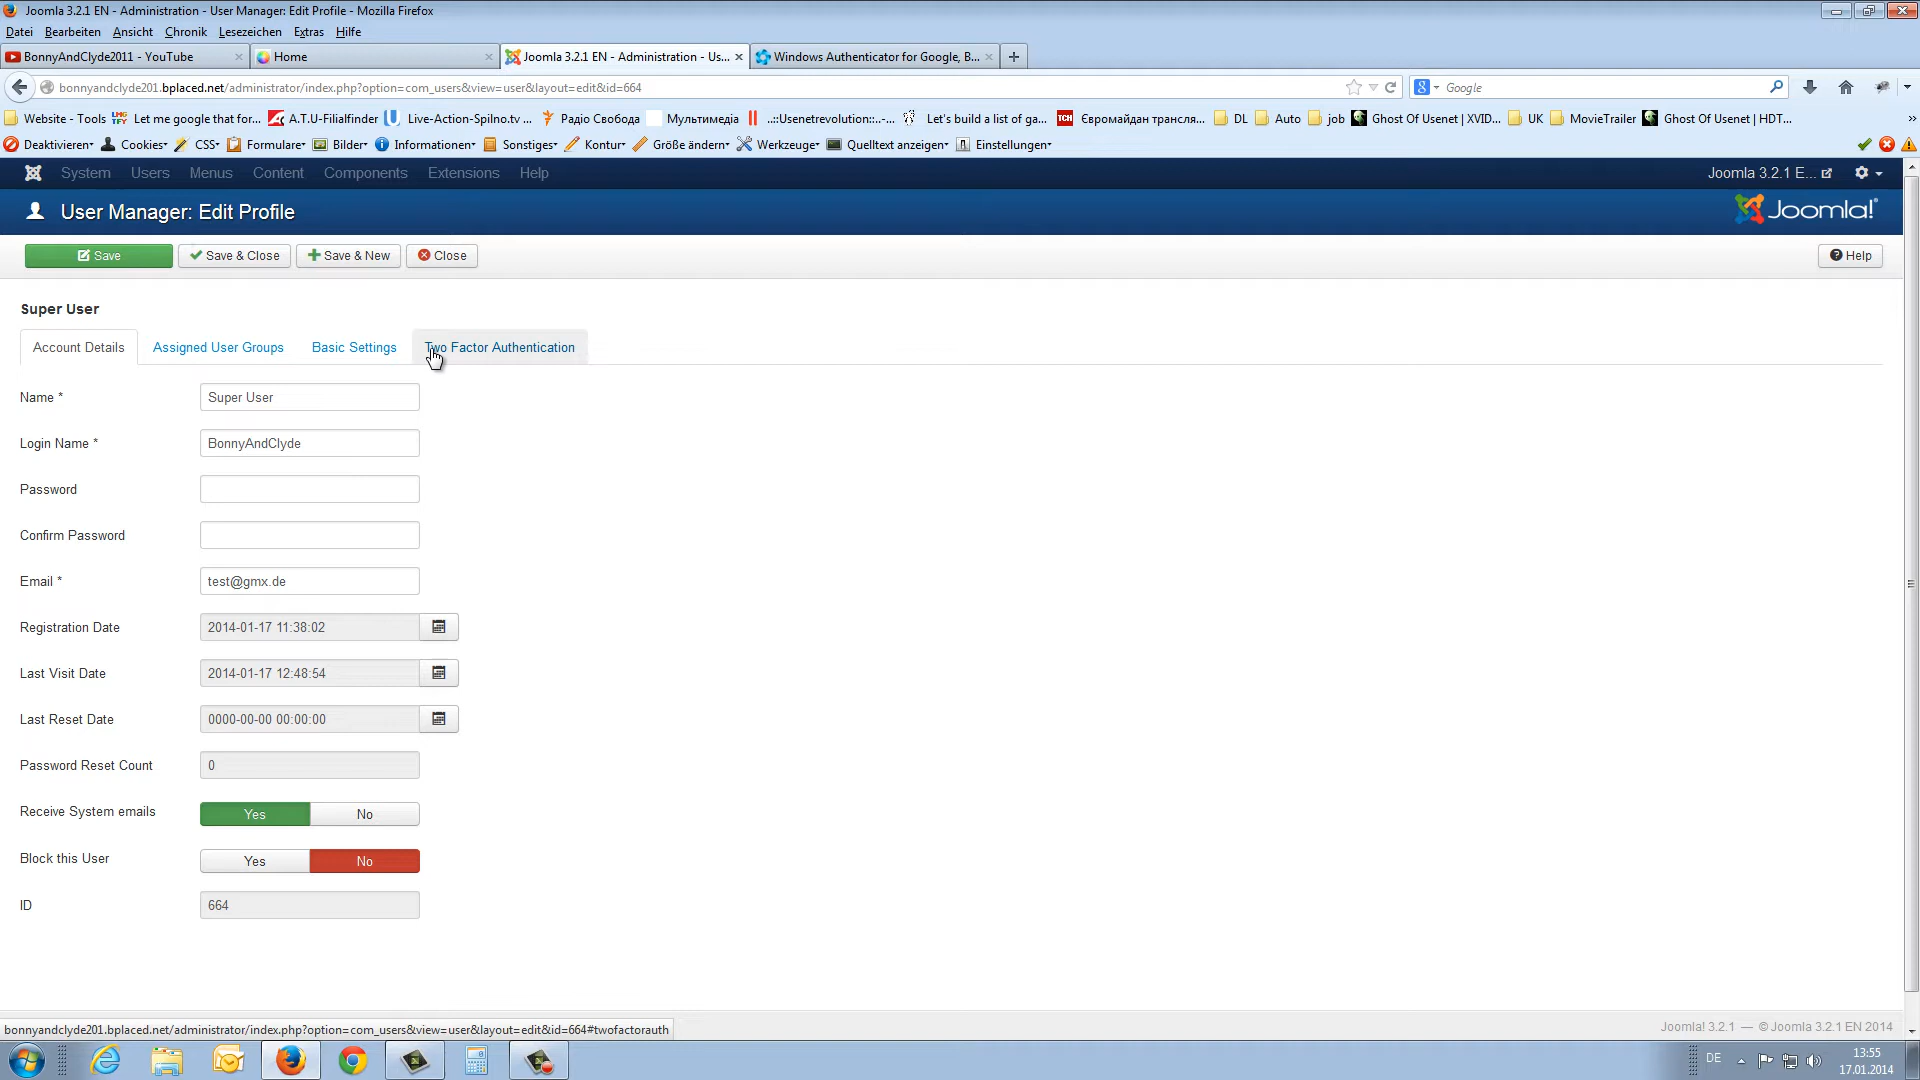 Joomla 3.2.1 EN - Administration - User Manager: Edit Profile - Mozilla Firefox
Datei Bearbeiten Ansicht Chronik Lesezeichen Extras Hilfe
BonnyAndClyde2011 - YouTube Home Joomla 3.2.1 EN - Administration - Us... Windows Authenticator for Google, B...
bonnyandclyde201.bplaced.net/administrator/index.php?option=com_users&view=user&layout=edit&id=664 Google
Website - Tools Let me google that for... A.T.U-Filialfinder Live-Action-Spilno.tv ... Радіо Свобода Мультимедіа ..::Usenetrevolution::..-... Let's build a list of ga... Євромайдан трансля... DL Auto job Ghost Of Usenet | XVID... UK MovieTrailer Ghost Of Usenet | HDT...
Deaktivieren Cookies CSS Formulare Bilder Informationen Sonstiges Kontur Größe ändern Werkzeuge Quelltext anzeigen Einstellungen
System Users Menus Content Components Extensions Help Joomla 3.2.1 E...
User Manager: Edit Profile Joomla!
Save Save & Close Save & New Close Help
Super User
Account Details Assigned User Groups Basic Settings Two Factor Authentication
Name * Super User
Login Name * BonnyAndClyde
Password
Confirm Password
Email * test@gmx.de
Registration Date 2014-01-17 11:38:02
Last Visit Date 2014-01-17 12:48:54
Last Reset Date 0000-00-00 00:00:00
Password Reset Count 0
Receive System emails Yes No
Block this User Yes No
ID 664
bonnyandclyde201.bplaced.net/administrator/index.php?option=com_users&view=user&layout=edit&id=664#twofactorauth
Joomla! 3.2.1 — © Joomla 3.2.1 EN 2014
DE 13:55
17.01.2014